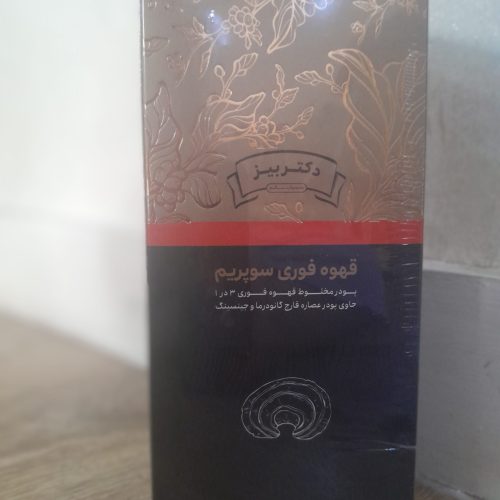 دکتر بیز
قهوه فوری سوپریم
پودر مخلوط قهوه فوری ۳ در ۱
حاوی پودر عصاره قارچ گانودرما و جینسینگ